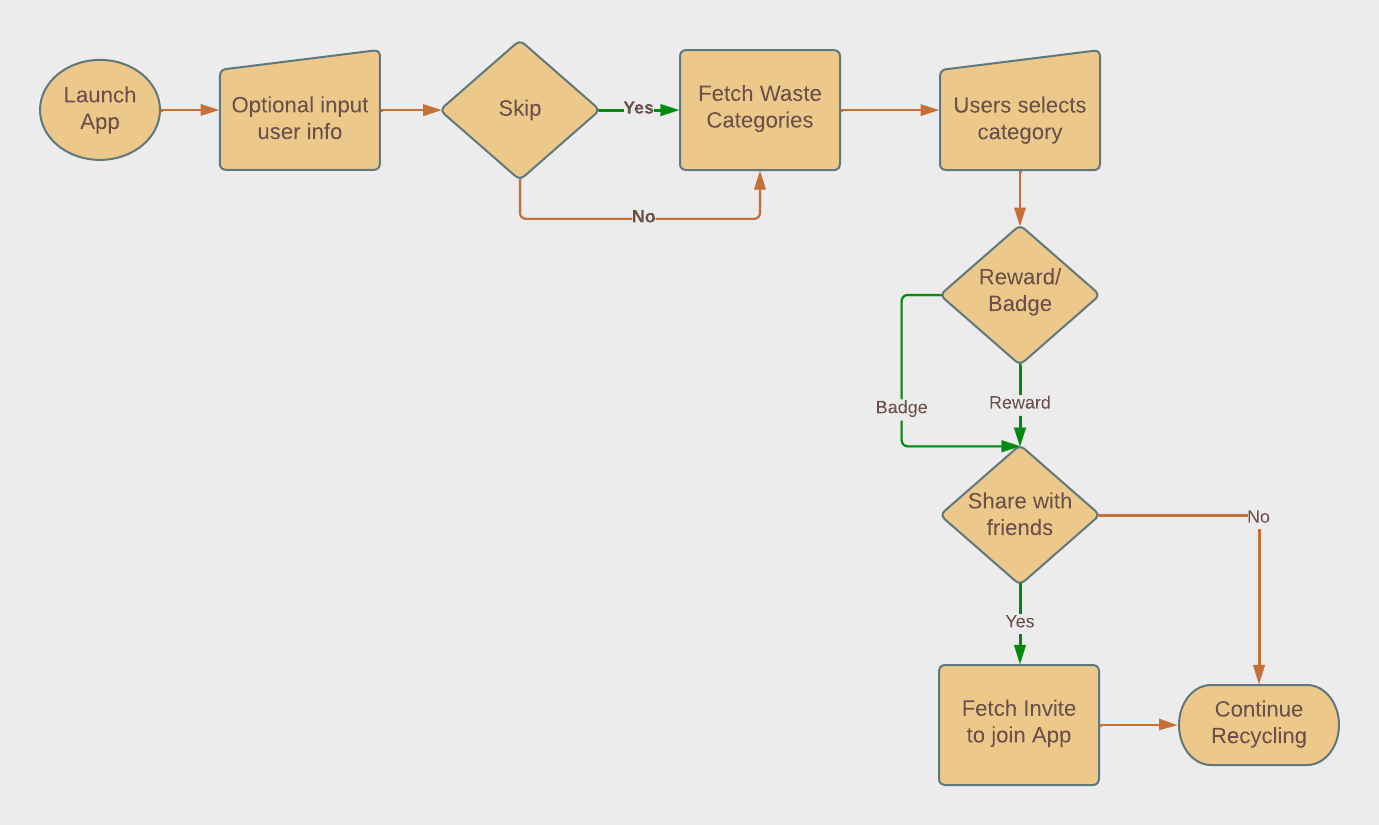 Launch
App
Optional input
user info
Skip
Yes
No
Fetch Waste
Categories
Users selects
category
Reward/
Badge
Badge
Reward
Share with
friends
No
Yes
Fetch Invite
to join App
Continue
Recycling